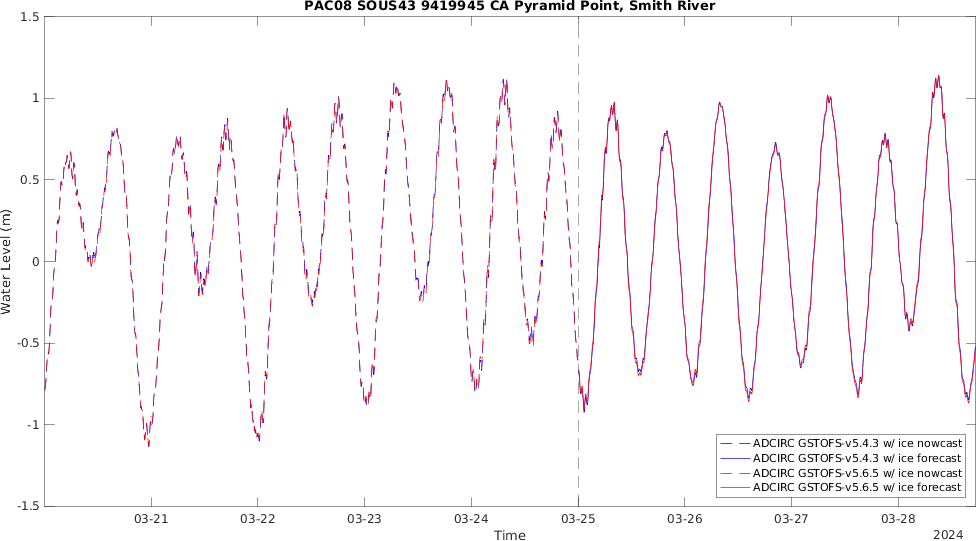 PAC08 SOUS43 9419945 CA Pyramid Point, Smith River
1.5
1
0.5
0
-0.5
-1
-1.5
Water Level (m)
03-21 03-22 03-23 03-24 03-25 03-26 03-27 03-28
Time
2024
ADCIRC GSTOFS-v5.4.3 w/ ice nowcast
ADCIRC GSTOFS-v5.4.3 w/ ice forecast
ADCIRC GSTOFS-v5.6.5 w/ ice nowcast
ADCIRC GSTOFS-v5.6.5 w/ ice forecast